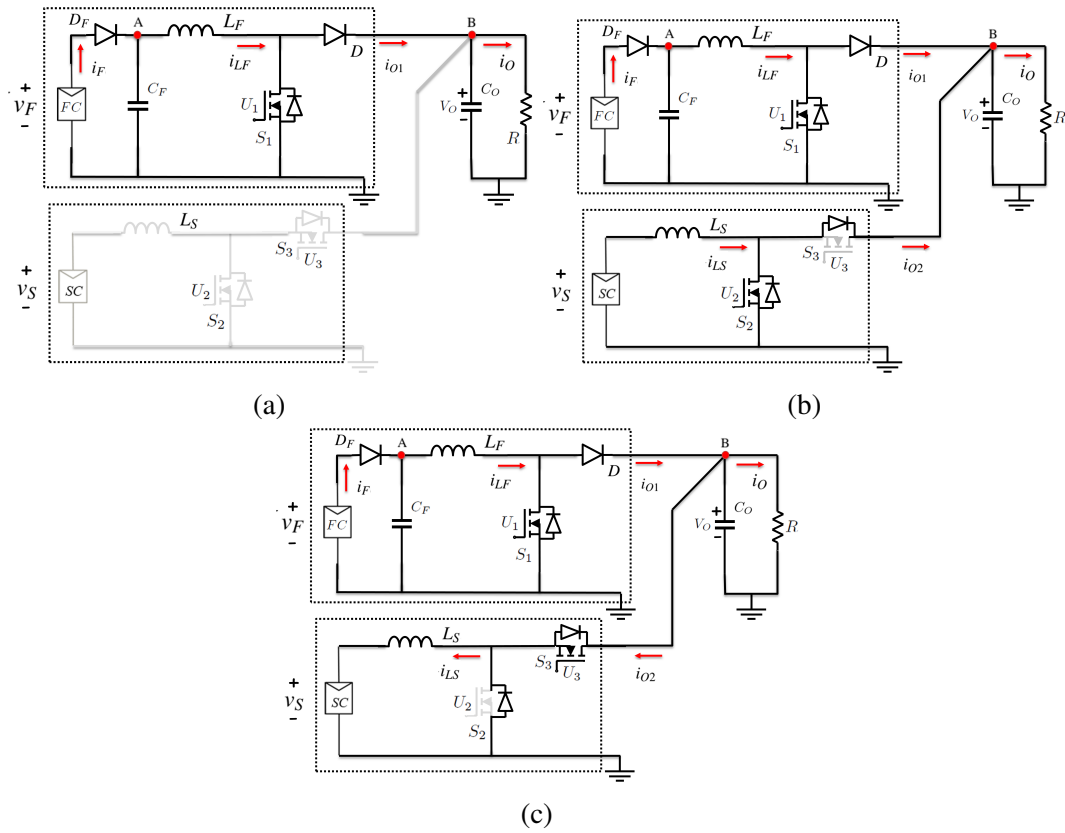 D_F A L_F B
i_F i_LF D i_O1 i_O
+ v_F − FC C_F U_1 S_1 V_O + − C_O R
L_S
S_3 U_3
+ v_S − SC U_2 S_2
(a)
D_F A L_F B
i_F i_LF D i_O1 i_O
+ v_F − FC C_F U_1 S_1 V_O + − C_O R
L_S
i_LS S_3 U_3 i_O2
+ v_S − SC U_2 S_2
(b)
D_F A L_F B
i_F i_LF D i_O1 i_O
+ v_F − FC C_F U_1 S_1 V_O + − C_O R
L_S
i_LS S_3 U_3 i_O2
+ v_S − SC U_2 S_2
(c)